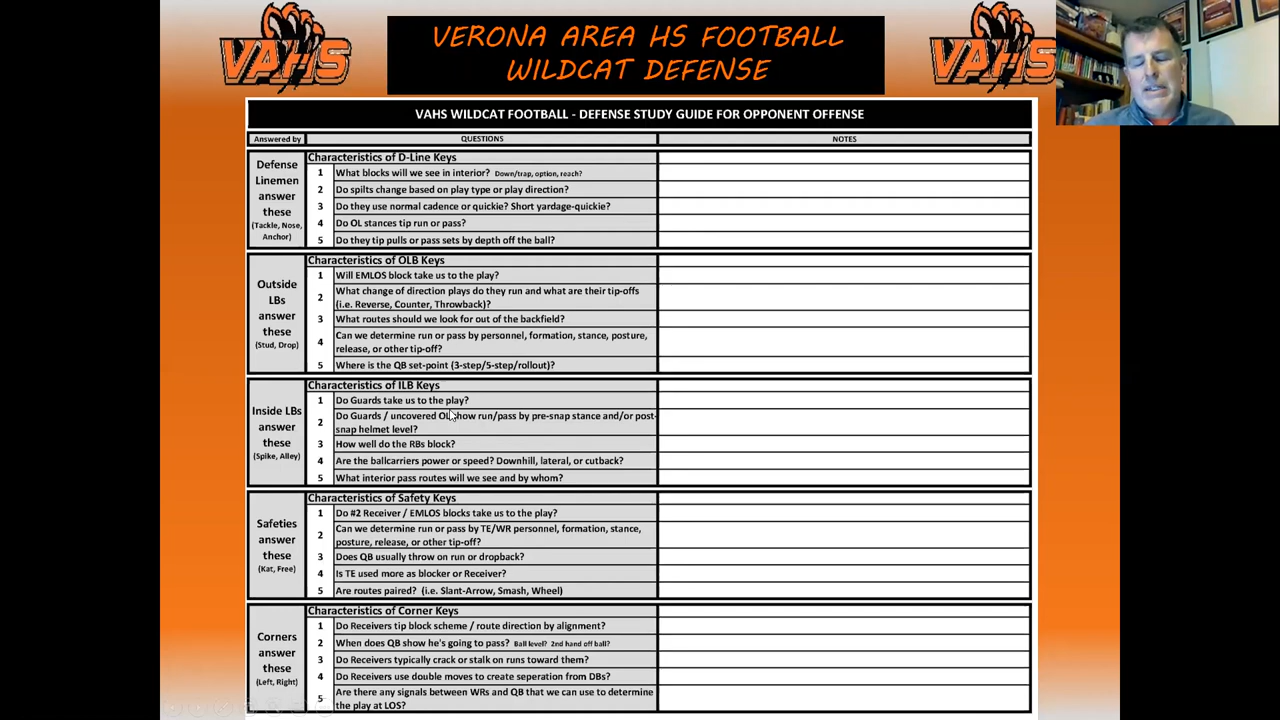 VAHS
VERONA AREA HS FOOTBALL
WILDCAT DEFENSE
VAHS
VAHS WILDCAT FOOTBALL - DEFENSE STUDY GUIDE FOR OPPONENT OFFENSE
Answered by QUESTIONS NOTES
Defense
Linemen
answer
these
(Tackle, Nose,
Anchor)
Characteristics of D-Line Keys
1 What blocks will we see in interior? Down/trap, option, reach?
2 Do spilts change based on play type or play direction?
3 Do they use normal cadence or quickie? Short yardage-quickie?
4 Do OL stances tip run or pass?
5 Do they tip pulls or pass sets by depth off the ball?
Outside
LBs
answer
these
(Stud, Drop)
Characteristics of OLB Keys
1 Will EMLOS block take us to the play?
2 What change of direction plays do they run and what are their tip-offs
(i.e. Reverse, Counter, Throwback)?
3 What routes should we look for out of the backfield?
4 Can we determine run or pass by personnel, formation, stance, posture,
release, or other tip-off?
5 Where is the QB set-point (3-step/5-step/rollout)?
Inside LBs
answer
these
(Spike, Alley)
Characteristics of ILB Keys
1 Do Guards take us to the play?
2 Do Guards / uncovered OL show run/pass by pre-snap stance and/or post-
snap helmet level?
3 How well do the RBs block?
4 Are the ballcarriers power or speed? Downhill, lateral, or cutback?
5 What interior pass routes will we see and by whom?
Safeties
answer
these
(Kat, Free)
Characteristics of Safety Keys
1 Do #2 Receiver / EMLOS blocks take us to the play?
2 Can we determine run or pass by TE/WR personnel, formation, stance,
posture, release, or other tip-off?
3 Does QB usually throw on run or dropback?
4 Is TE used more as blocker or Receiver?
5 Are routes paired? (i.e. Slant-Arrow, Smash, Wheel)
Corners
answer
these
(Left, Right)
Characteristics of Corner Keys
1 Do Receivers tip block scheme / route direction by alignment?
2 When does QB show he's going to pass? Ball level? 2nd hand off ball?
3 Do Receivers typically crack or stalk on runs toward them?
4 Do Receivers use double moves to create seperation from DBs?
5 Are there any signals between WRs and QB that we can use to determine
the play at LOS?